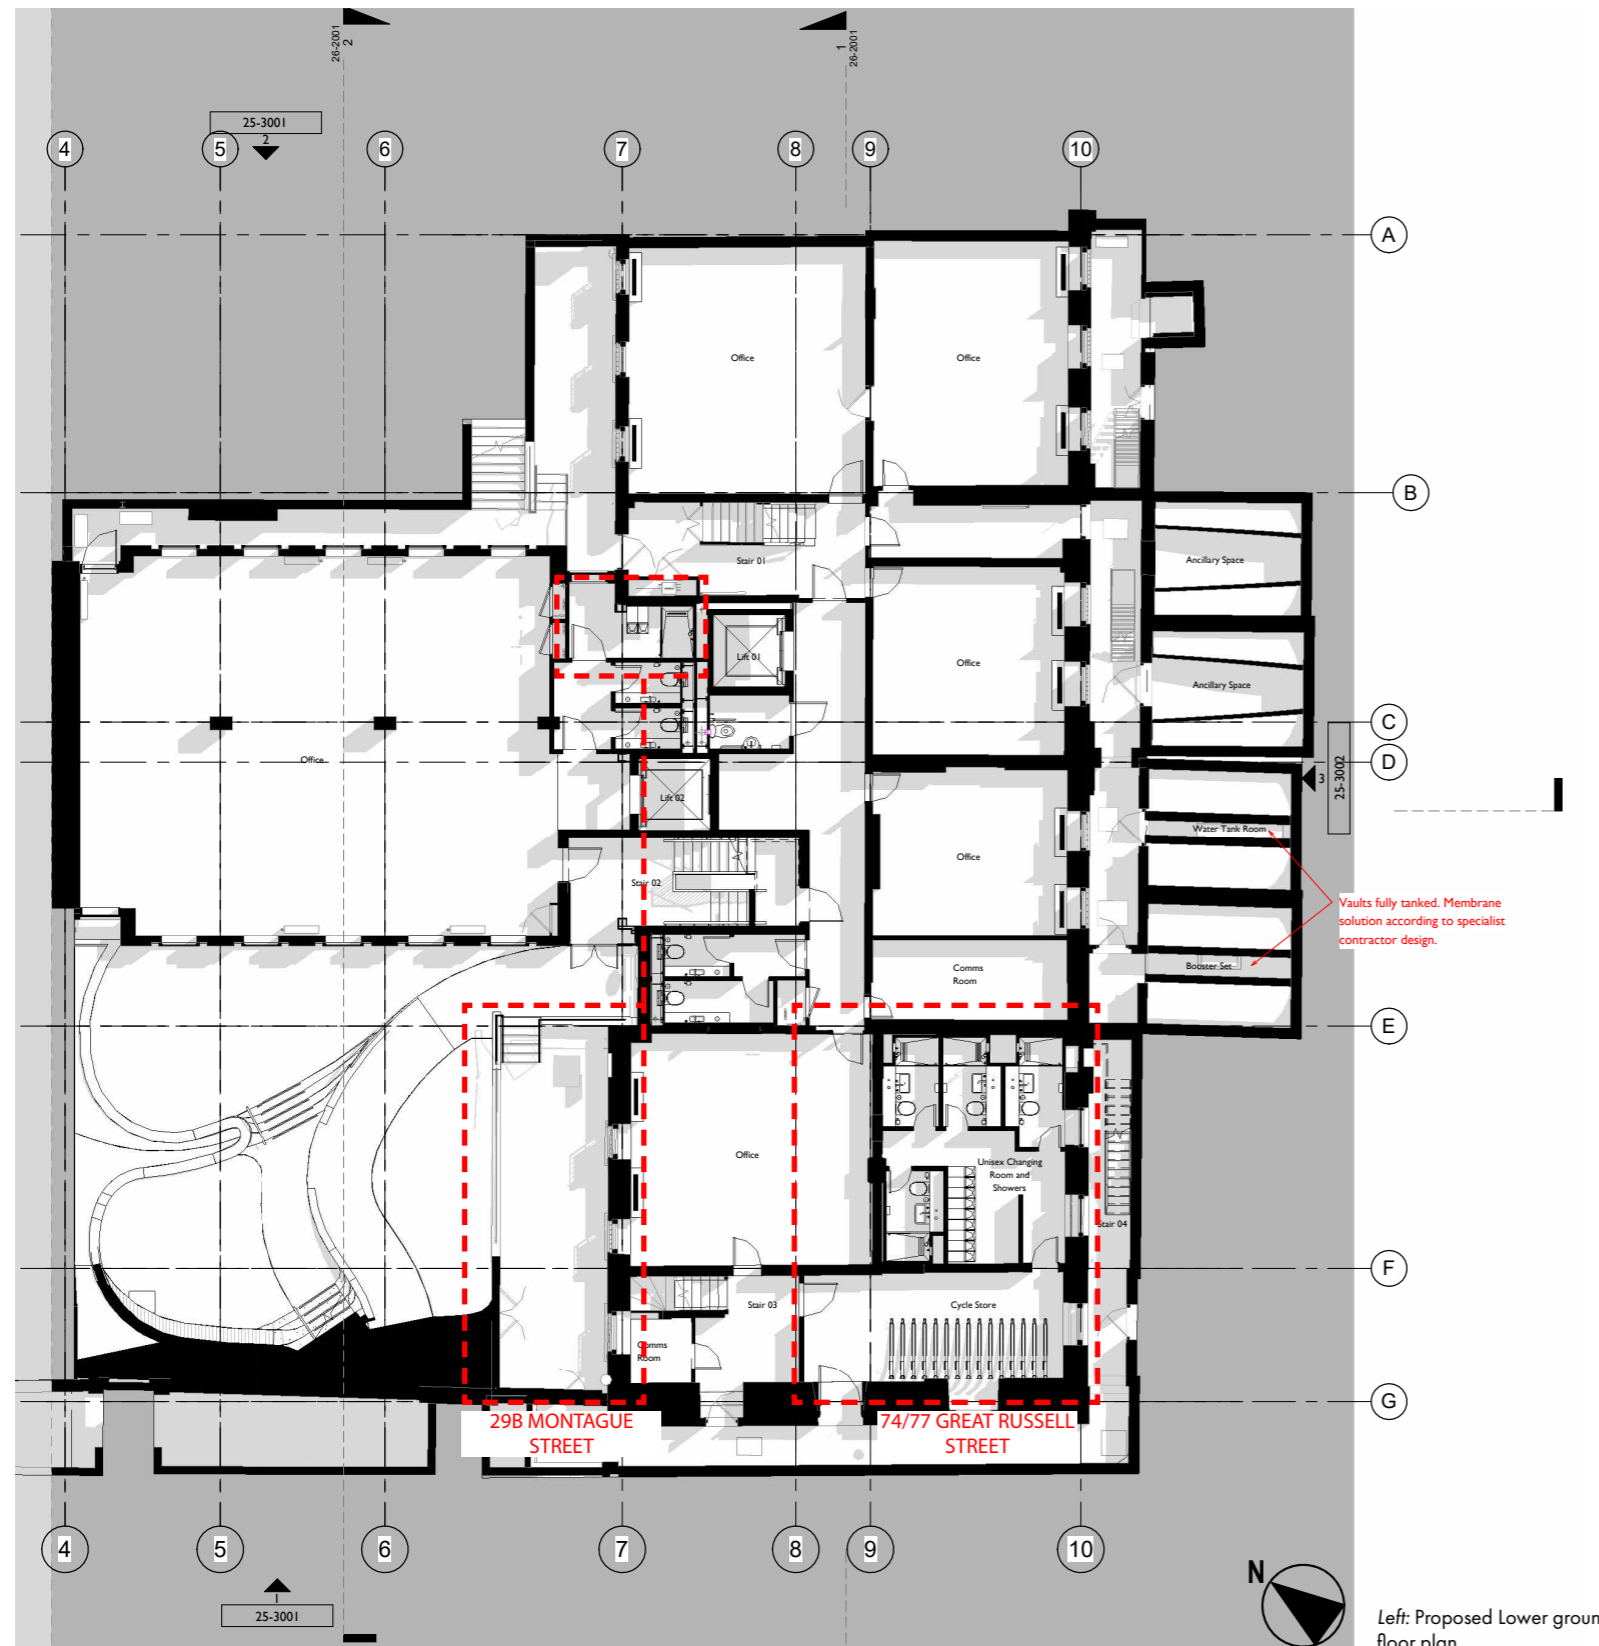 26-2001
2
1
26-2001
25-3001
2
4
5
6
7
8
9
10
A
Office
Office
B
Stair 01
Ancillary Space
Lift 01
Office
Ancillary Space
C
Office
D
3
25-3002
Lift 02
Water Tank Room
Office
Stair 02
Vaults fully tanked. Membrane
solution according to specialist
contractor design.
Comms
Room
Booster Set
E
Office
Unisex Changing
Room and
Showers
Stair 04
F
Stair 03
Cycle Store
Comms
Room
G
29B MONTAGUE
STREET
74/77 GREAT RUSSELL
STREET
4
5
6
7
8
9
10
1
25-3001
N
Left: Proposed Lower groun
floor plan